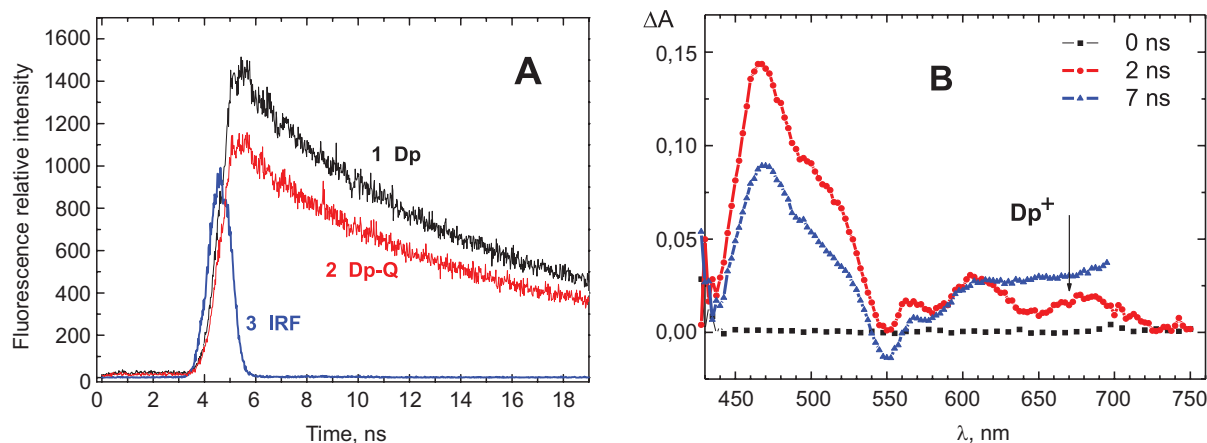 A
Fluorescence relative intensity
1600
1400
1200
1000
800
600
400
200
0
1 Dp
2 Dp-Q
3 IRF
0 2 4 6 8 10 12 14 16 18
Time, ns
B
ΔA
0,15
0,10
0,05
0,00
0 ns
2 ns
7 ns
Dp+
450 500 550 600 650 700 750
λ, nm